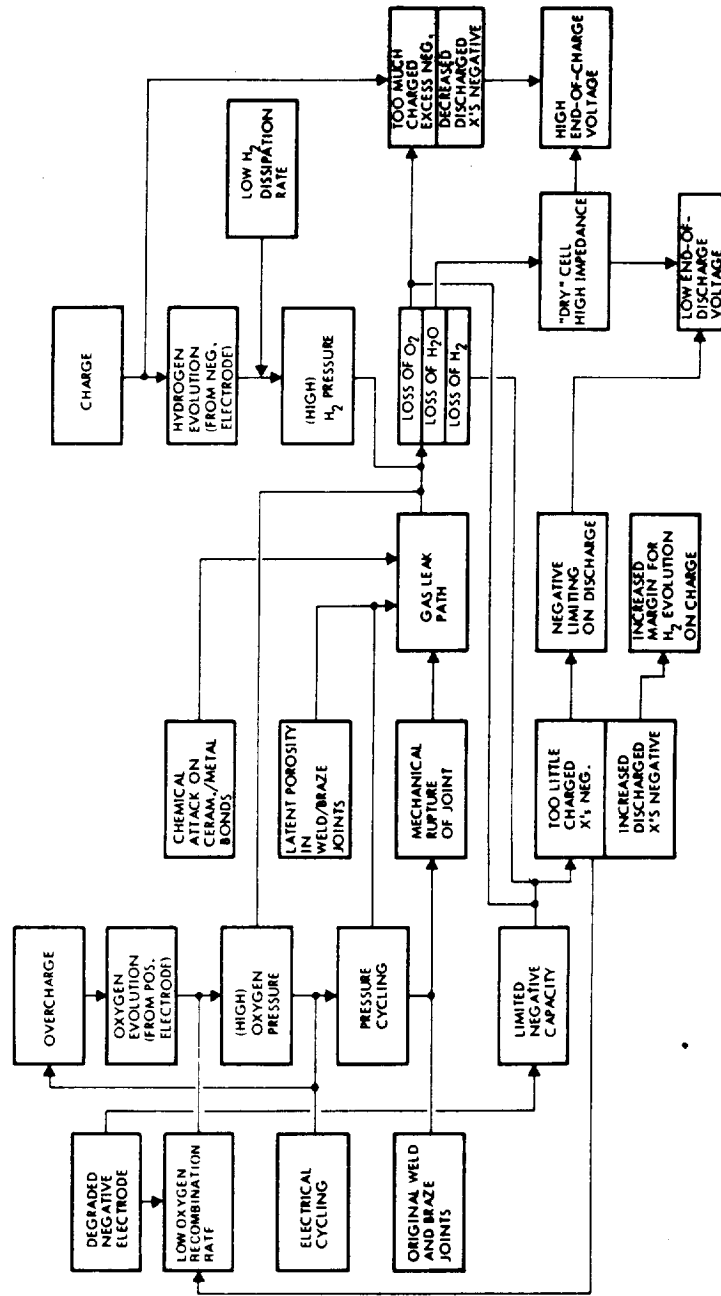 OVERCHARGE
OXYGEN
EVOLUTION
(FROM POS.
ELECTRODE)
(HIGH)
OXYGEN
PRESSURE
PRESSURE
CYCLING
LIMITED
NEGATIVE
CAPACITY
DEGRADED
NEGATIVE
ELECTRODE
LOW OXYGEN
RECOMBINATION
RATE
ELECTRICAL
CYCLING
ORIGINAL WELD
AND BRAZE
JOINTS
CHEMICAL
ATTACK ON
CERAM./METAL
BONDS
LATENT POROSITY
IN
WELD/BRAZE
JOINTS
MECHANICAL
RUPTURE
OF JOINT
TOO LITTLE
CHARGED
X's NEG.
INCREASED
DISCHARGED
X'S NEGATIVE
GAS LEAK
PATH
NEGATIVE
LIMITING
ON DISCHARGE
INCREASED
MARGIN FOR
H2 EVOLUTION
ON CHARGE
CHARGE
HYDROGEN
EVOLUTION
(FROM NEG.
ELECTRODE)
(HIGH)
H2 PRESSURE
LOW H2
DISSIPATION
RATE
LOSS OF O2
LOSS OF H2O
LOSS OF H2
"DRY" CELL
HIGH IMPEDANCE
LOW END-OF-
DISCHARGE
VOLTAGE
TOO MUCH
CHARGED
EXCESS NEG.
DECREASED
DISCHARGED
X'S NEGATIVE
HIGH
END-OF-CHARGE
VOLTAGE